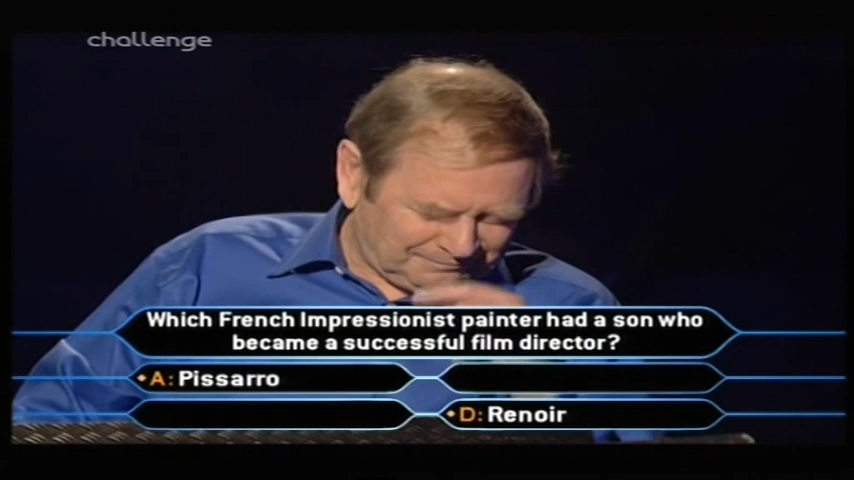 challenge
Which French Impressionist painter had a son who
became a successful film director?
A: Pissarro
D: Renoir